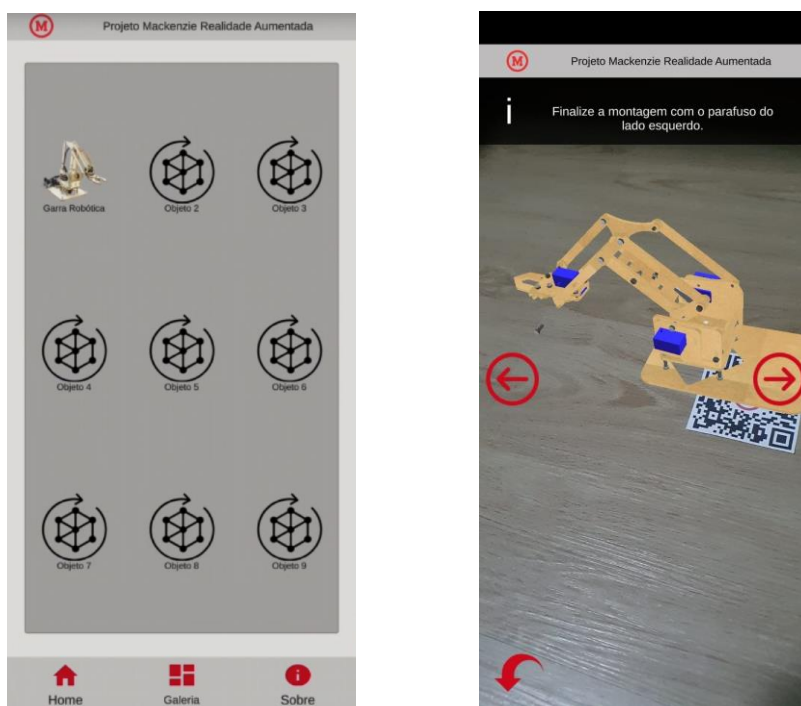 M Projeto Mackenzie Realidade Aumentada
Garra Robótica
Objeto 2
Objeto 3
Objeto 4
Objeto 5
Objeto 6
Objeto 7
Objeto 8
Objeto 9
Home
Galeria
Sobre
M Projeto Mackenzie Realidade Aumentada
i
Finalize a montagem com o parafuso do
lado esquerdo.